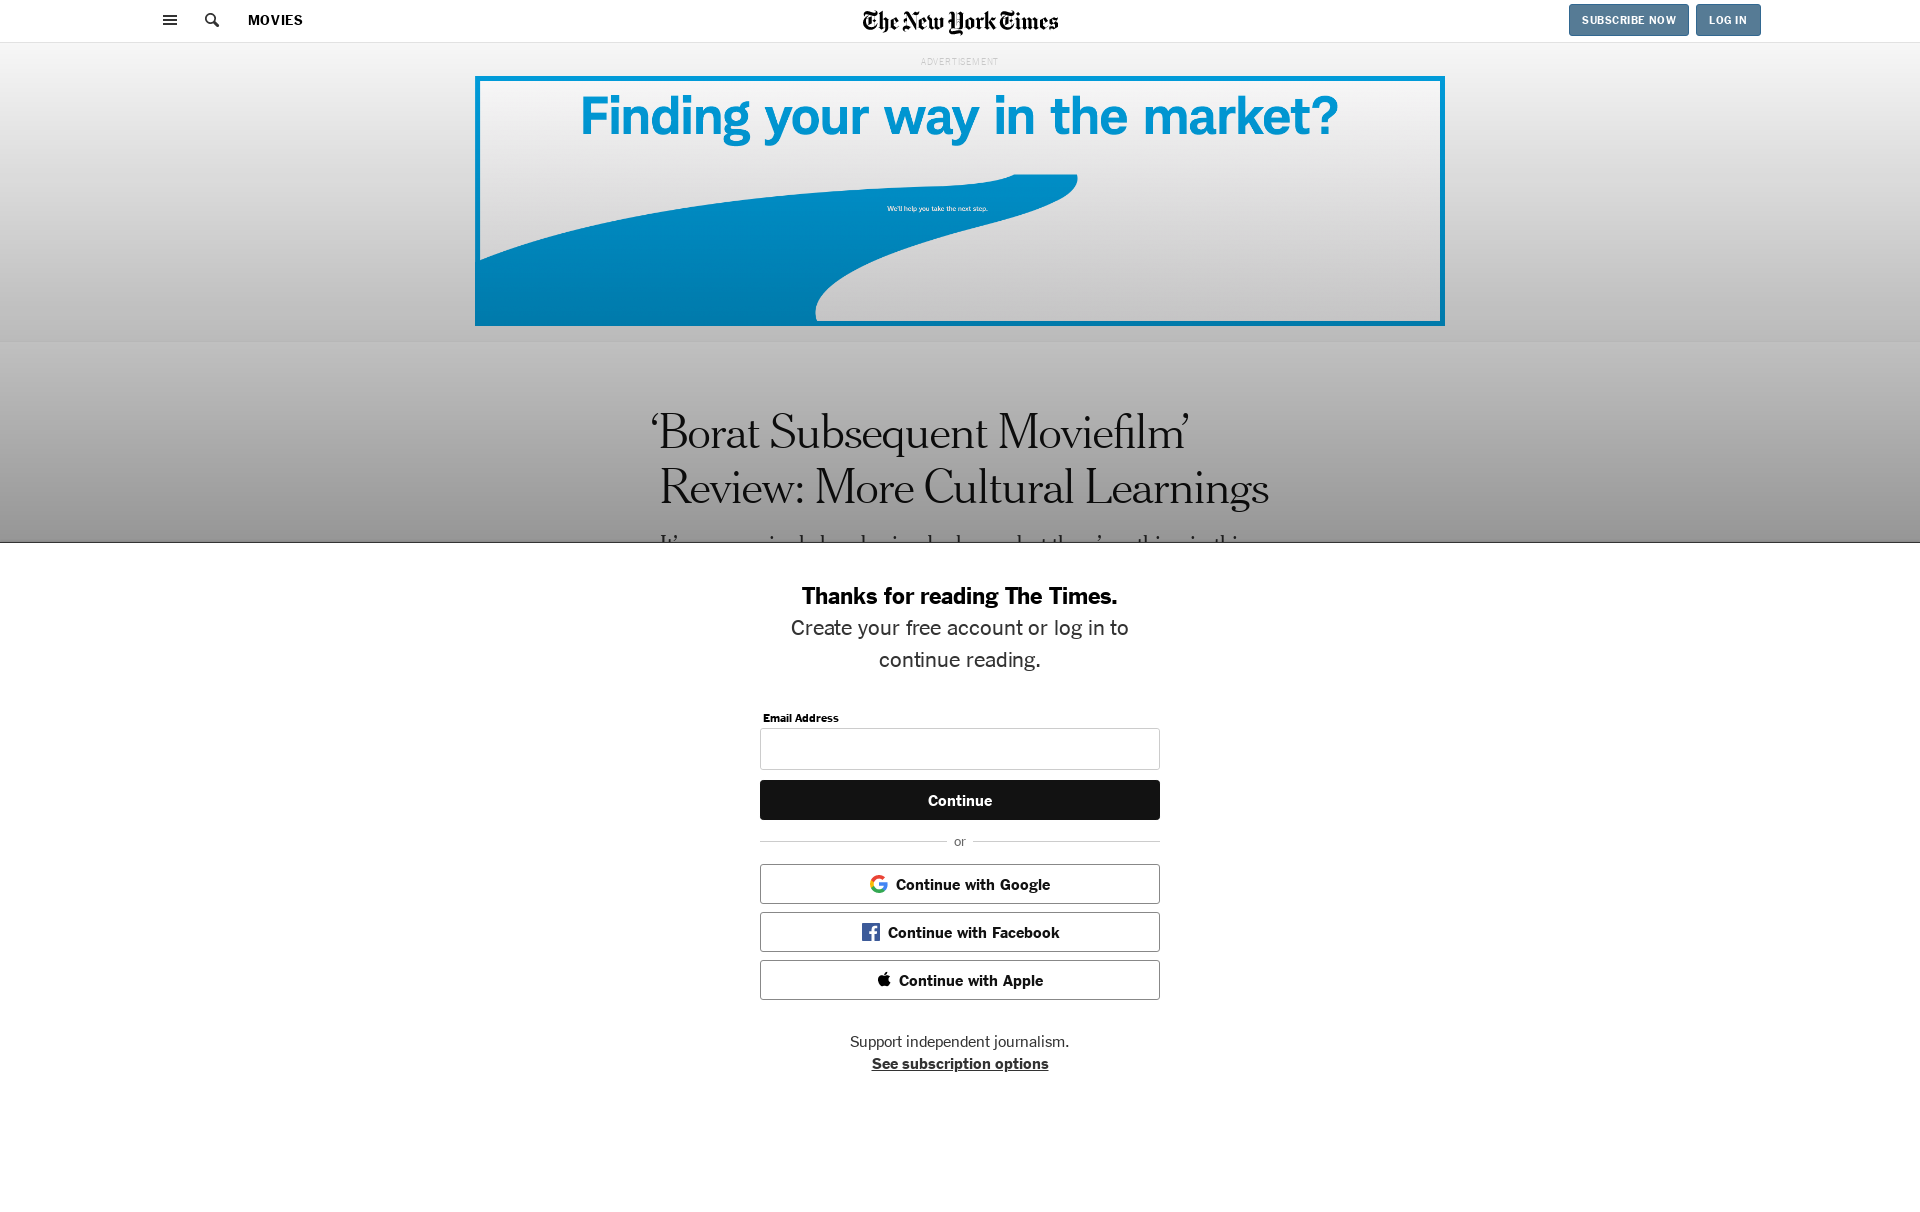 MOVIES
The New York Times
SUBSCRIBE NOW
LOG IN
ADVERTISEMENT
Finding your way in the market?
We'll help you take the next step.
‘Borat Subsequent Moviefilm’
Review: More Cultural Learnings
Thanks for reading The Times.
Create your free account or log in to
continue reading.
Email Address
Continue
or
Continue with Google
Continue with Facebook
Continue with Apple
Support independent journalism.
See subscription options